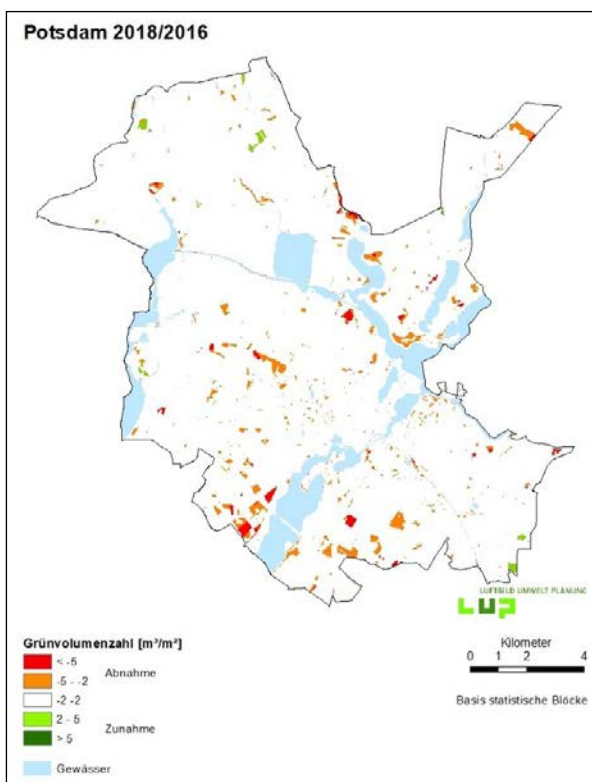 Potsdam 2018/2016
LUFTBILD UMWELT PLANUNG
LUP
Grünvolumenzahl [m³/m²]
< -5
-5 - -2
Abnahme
-2 -2
2 - 5
Zunahme
> 5
Gewässer
Kilometer
0 1 2 4
Basis statistische Blöcke